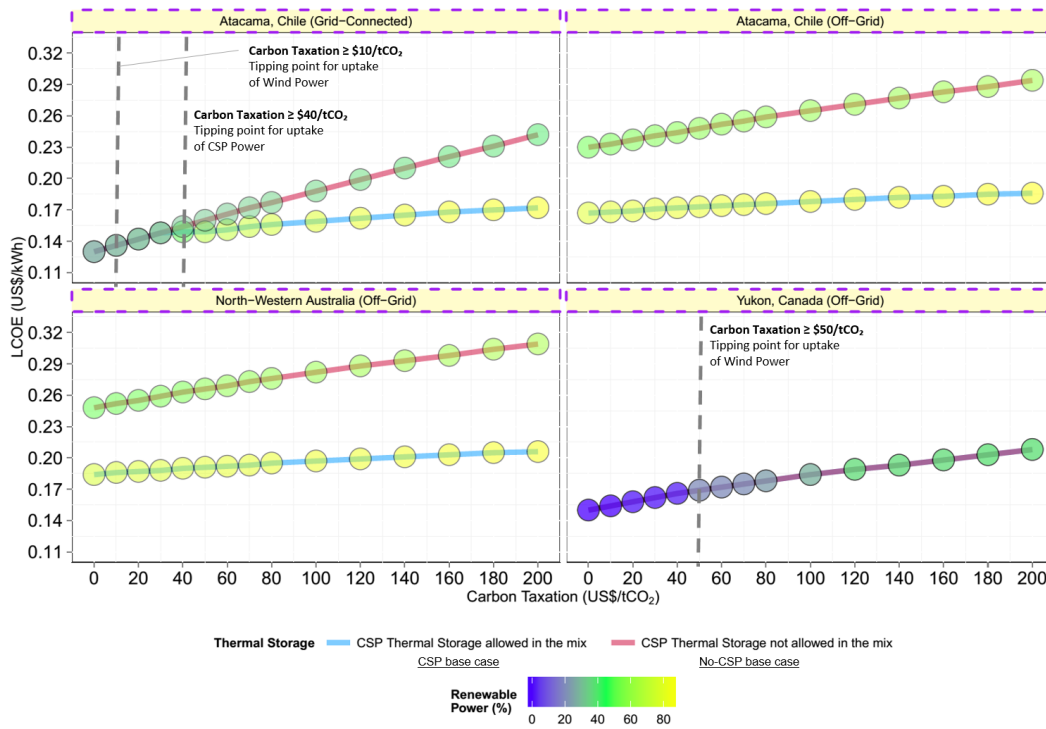 Atacama, Chile (Grid−Connected)
Atacama, Chile (Off−Grid)
LCOE (US$/kWh)
0.32
0.29
0.26
0.23
0.20
0.17
0.14
0.11
Carbon Taxation ≥ $10/tCO₂
Tipping point for uptake
of Wind Power
Carbon Taxation ≥ $40/tCO₂
Tipping point for uptake
of CSP Power
North−Western Australia (Off−Grid)
Yukon, Canada (Off−Grid)
0.32
0.29
0.26
0.23
0.20
0.17
0.14
0.11
Carbon Taxation ≥ $50/tCO₂
Tipping point for uptake
of Wind Power
0 20 40 60 80 100 120 140 160 180 200
0 20 40 60 80 100 120 140 160 180 200
Carbon Taxation (US$/tCO₂)
Thermal Storage CSP Thermal Storage allowed in the mix CSP Thermal Storage not allowed in the mix
CSP base case No-CSP base case
Renewable
Power (%)
0 20 40 60 80